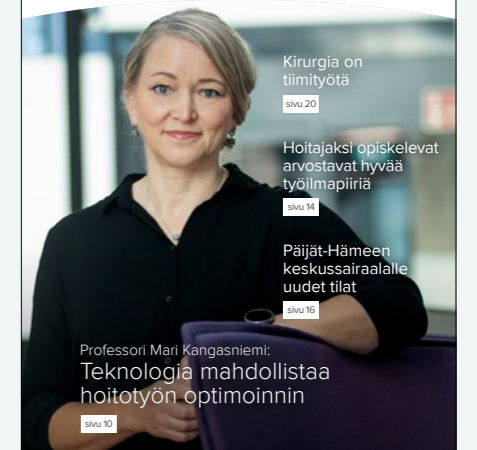 Kirurgia on
tiimityötä
sivu 20
Hoitajaksi opiskelevat
arvostavat hyvää
työilmapiiriä
sivu 14
Päijät-Hämeen
keskussairaalalle
uudet tilat
sivu 16
Professori Mari Kangasniemi:
Teknologia mahdollistaa
hoitotyön optimoinnin
sivu 10